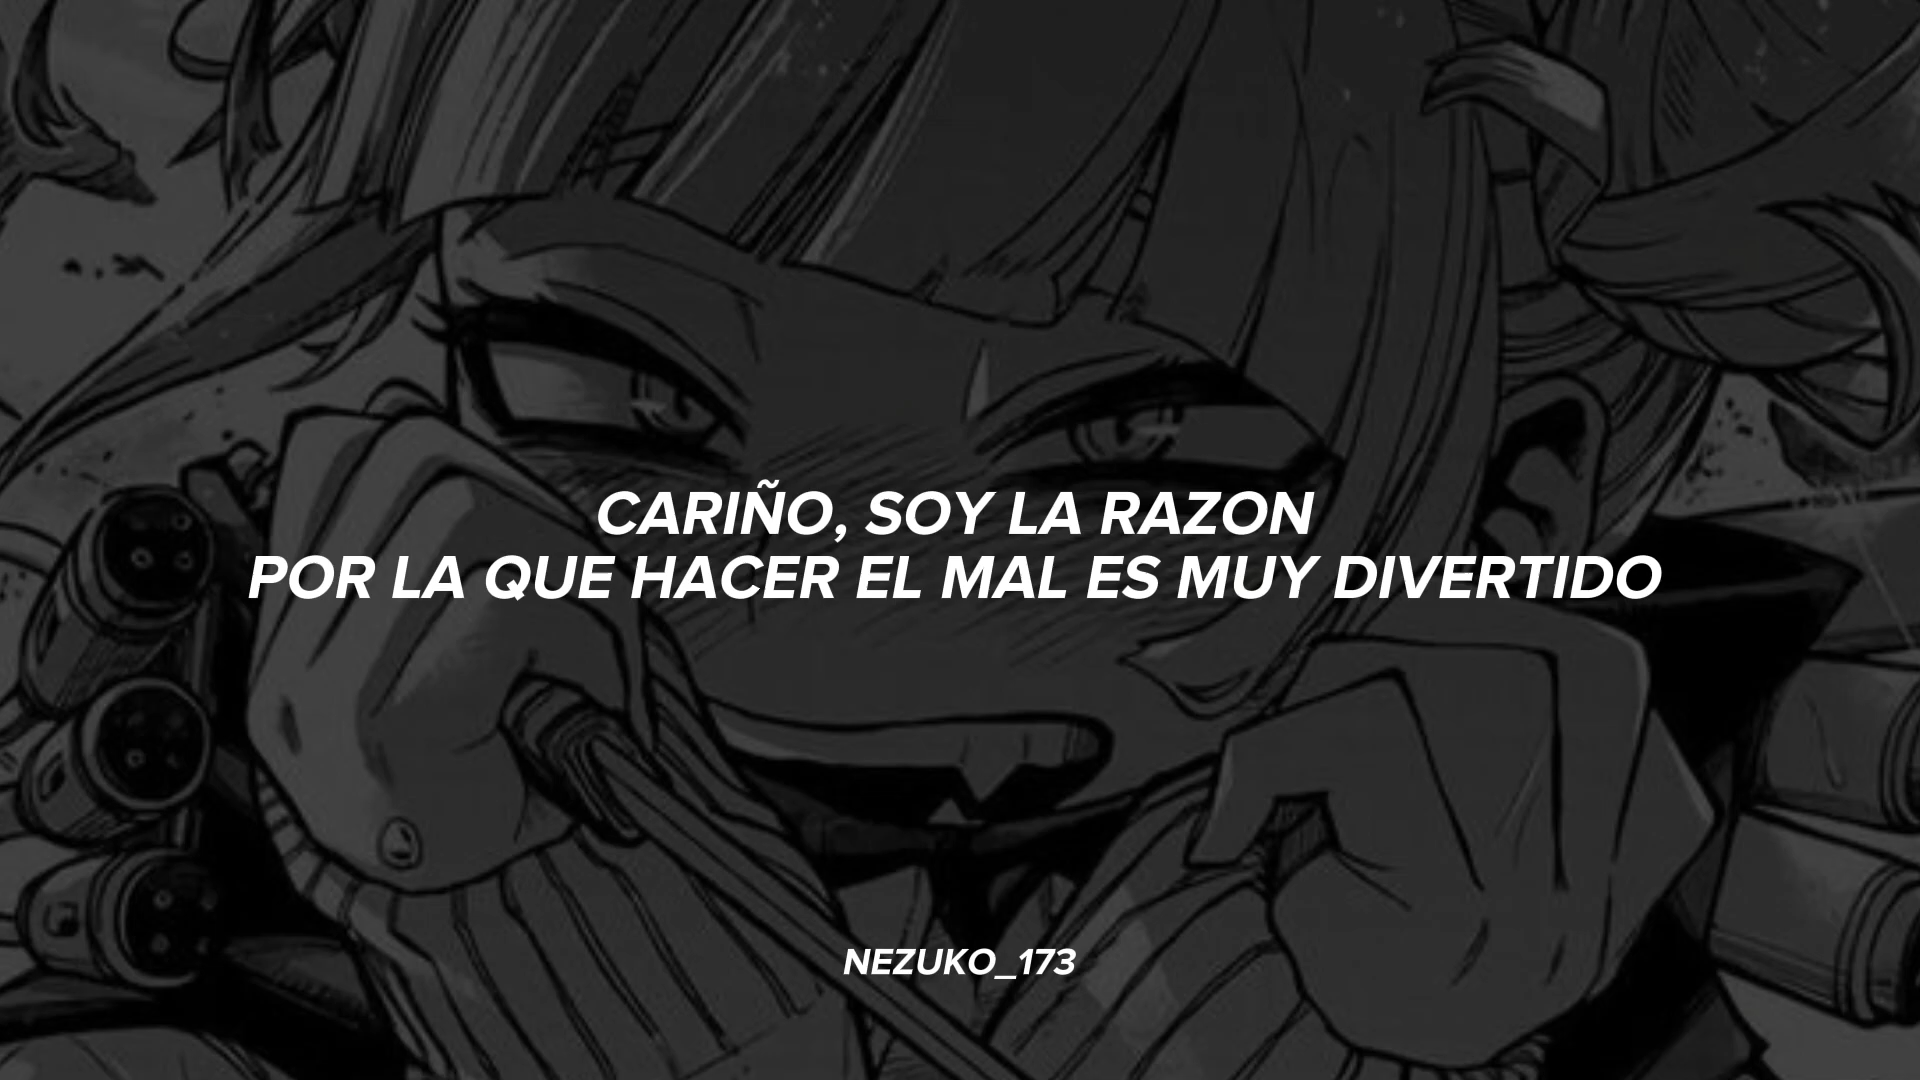 CARIÑO, SOY LA RAZON
POR LA QUE HACER EL MAL ES MUY DIVERTIDO
NEZUKO_173